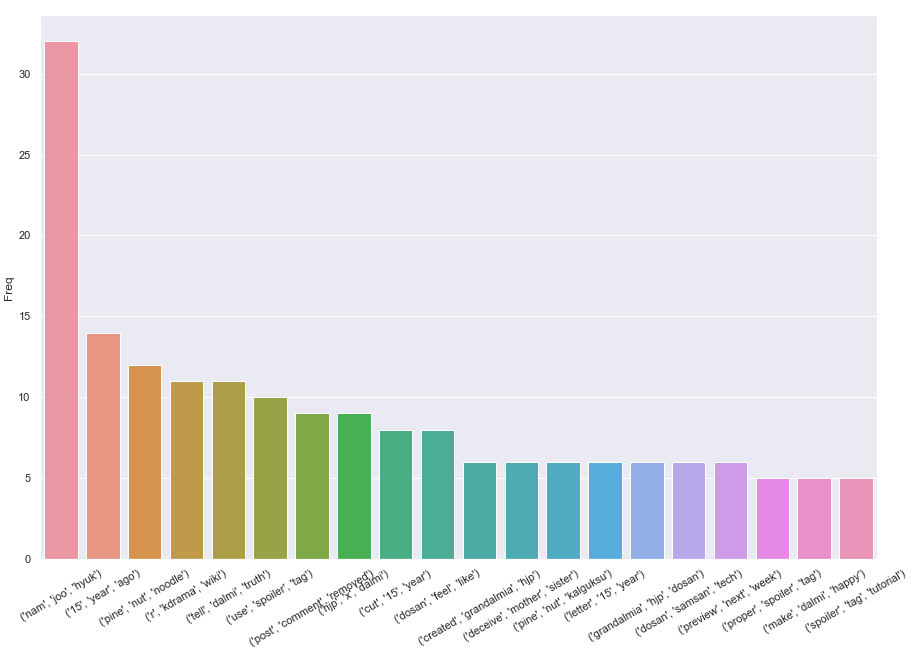 30
25
20
15
10
5
0
Freq
('nam', 'joo', 'hyuk')
('15', 'year', 'ago')
('pine', 'nut', 'noodle')
('r', 'kdrama', 'wiki')
('tell', 'dalmi', 'truth')
('use', 'spoiler', 'tag')
('post', 'comment', 'removed')
('hjp', 'x', 'dalmi')
('cut', '15', 'year')
('dosan', 'feel', 'like')
('created', 'grandalmia', 'hjp')
('deceive', 'mother', 'sister')
('pine', 'nut', 'kalguksu')
('letter', '15', 'year')
('grandalmia', 'hjp', 'dosan')
('dosan', 'samsan', 'tech')
('preview', 'next', 'week')
('proper', 'spoiler', 'tag')
('make', 'dalmi', 'happy')
('spoiler', 'tag', 'tutorial')